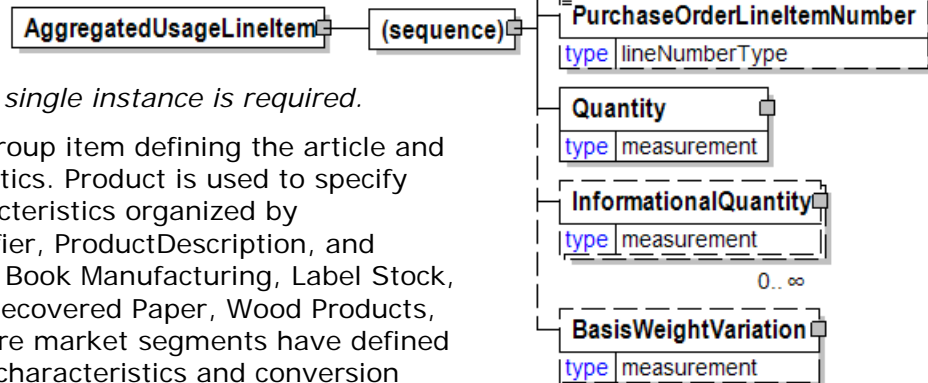 AggregatedUsageLineItem
(sequence)
single instance is required.
roup item defining the article and
tics. Product is used to specify
acteristics organized by
fier, ProductDescription, and
Book Manufacturing, Label Stock,
ecovered Paper, Wood Products,
re market segments have defined
characteristics and conversion
PurchaseOrderLineItemNumber
type lineNumberType
Quantity
type measurement
InformationalQuantity
type measurement
0..∞
BasisWeightVariation
type measurement